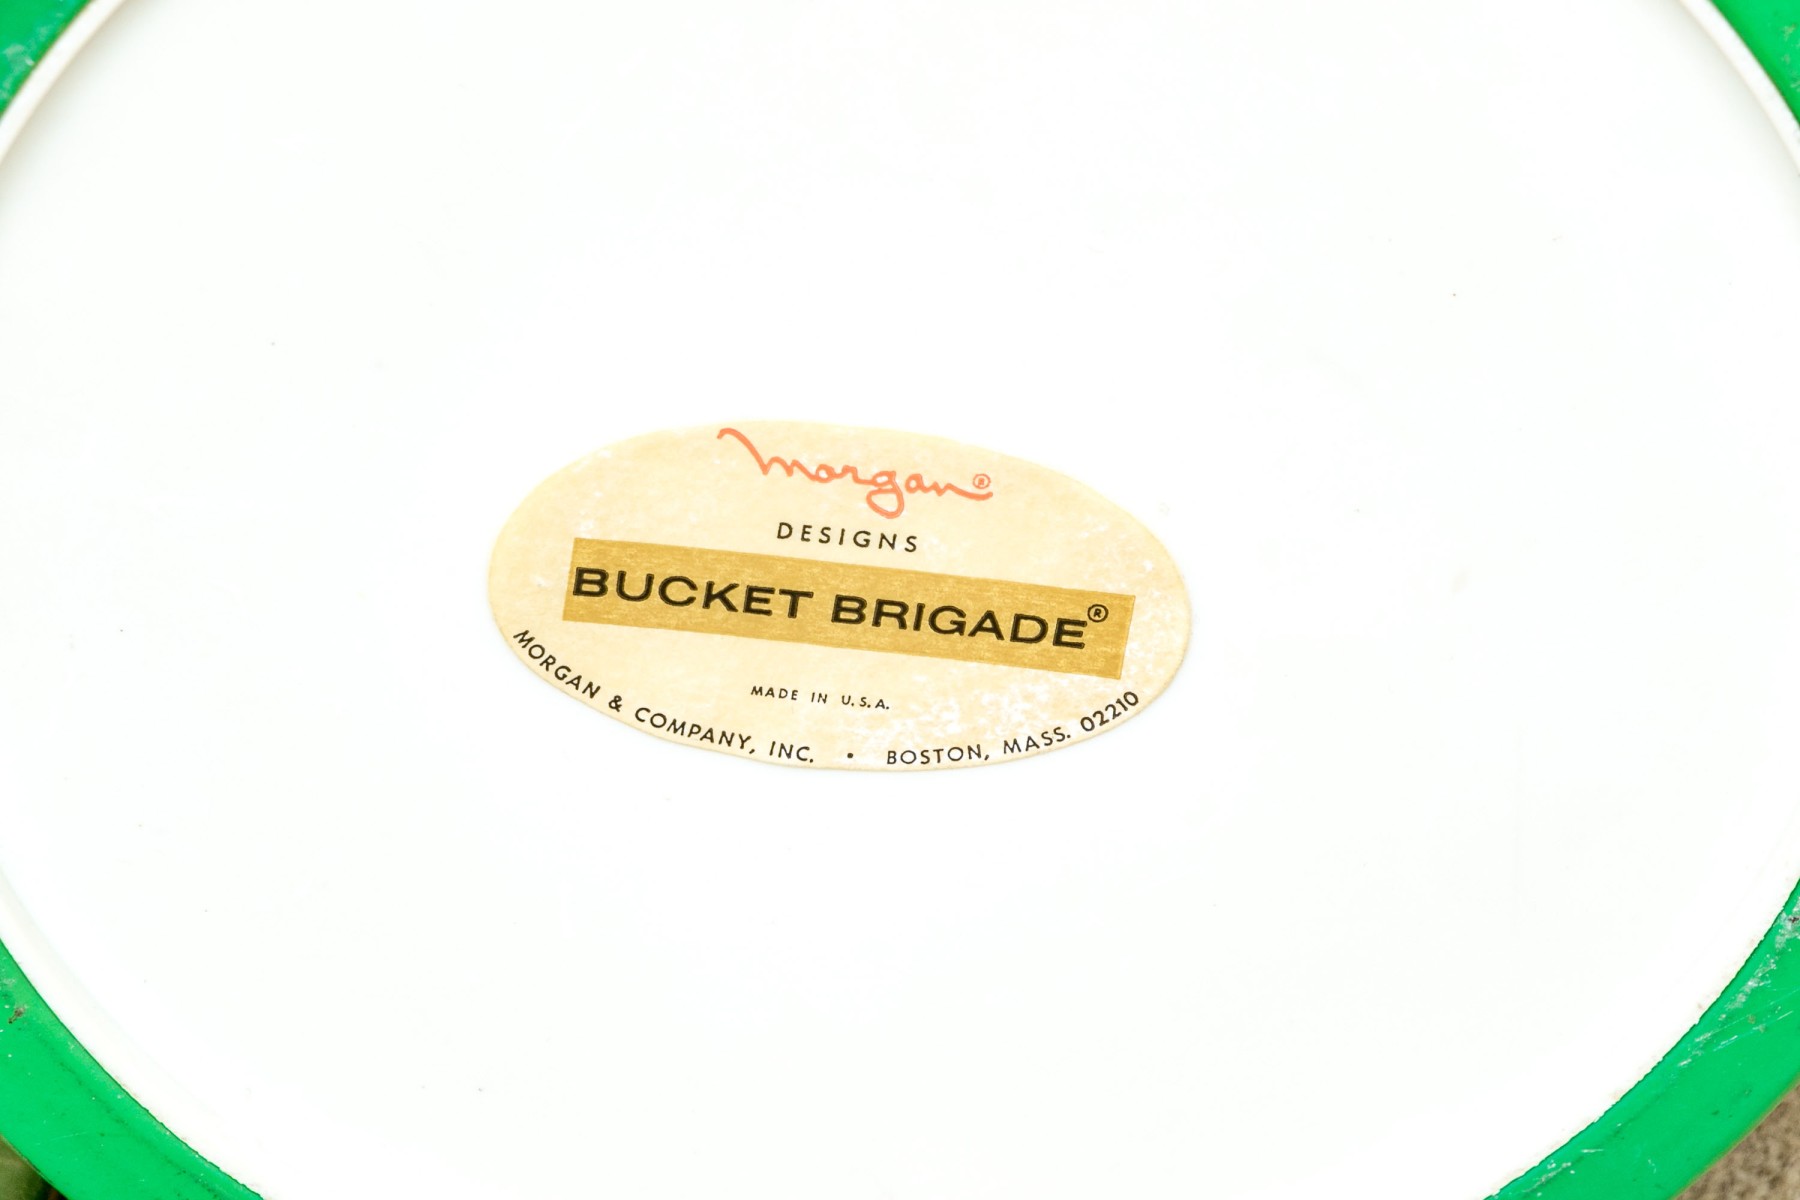 morgan®
DESIGNS
BUCKET BRIGADE®
MADE IN U.S.A.
MORGAN & COMPANY, INC. • BOSTON, MASS. 02210